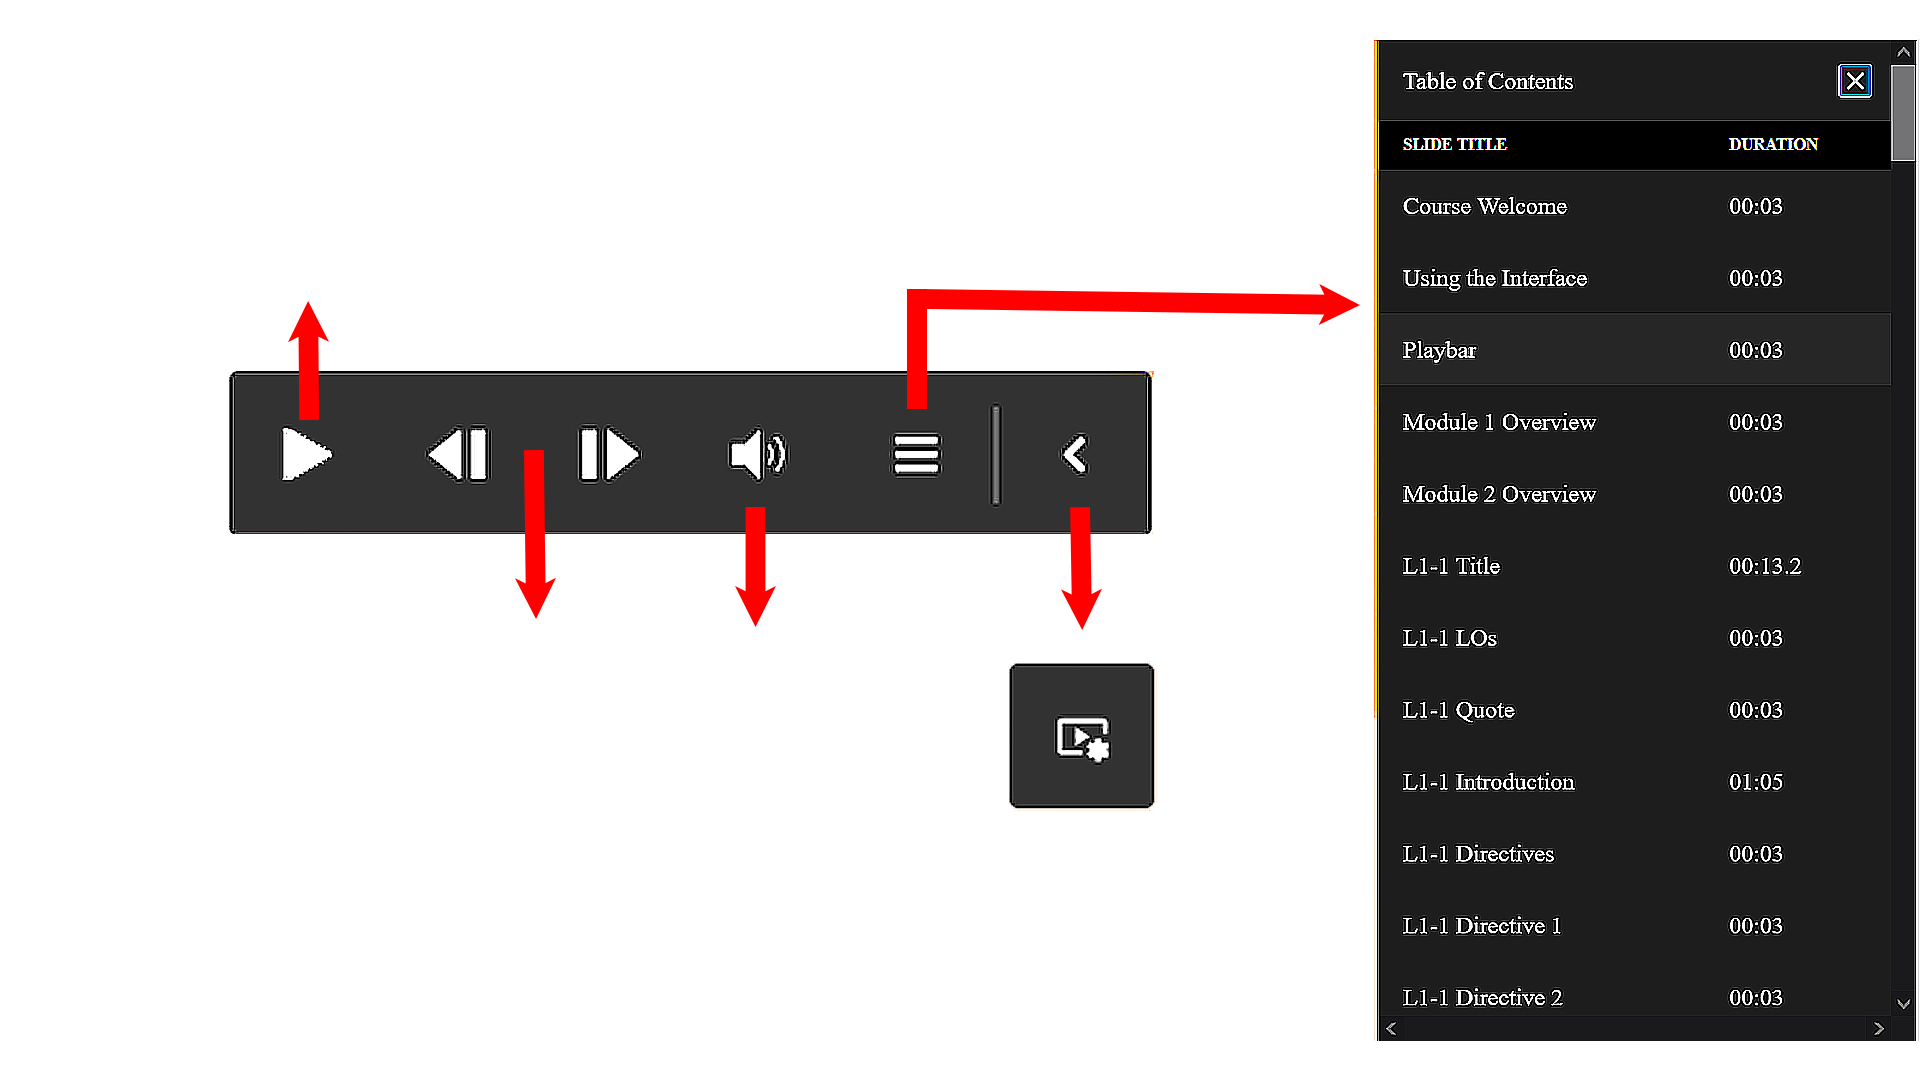 Table of Contents
SLIDE TITLE DURATION
Course Welcome 00:03
Using the Interface 00:03
Playbar 00:03
Module 1 Overview 00:03
Module 2 Overview 00:03
L1-1 Title 00:13.2
L1-1 LOs 00:03
L1-1 Quote 00:03
L1-1 Introduction 01:05
L1-1 Directives 00:03
L1-1 Directive 1 00:03
L1-1 Directive 2 00:03